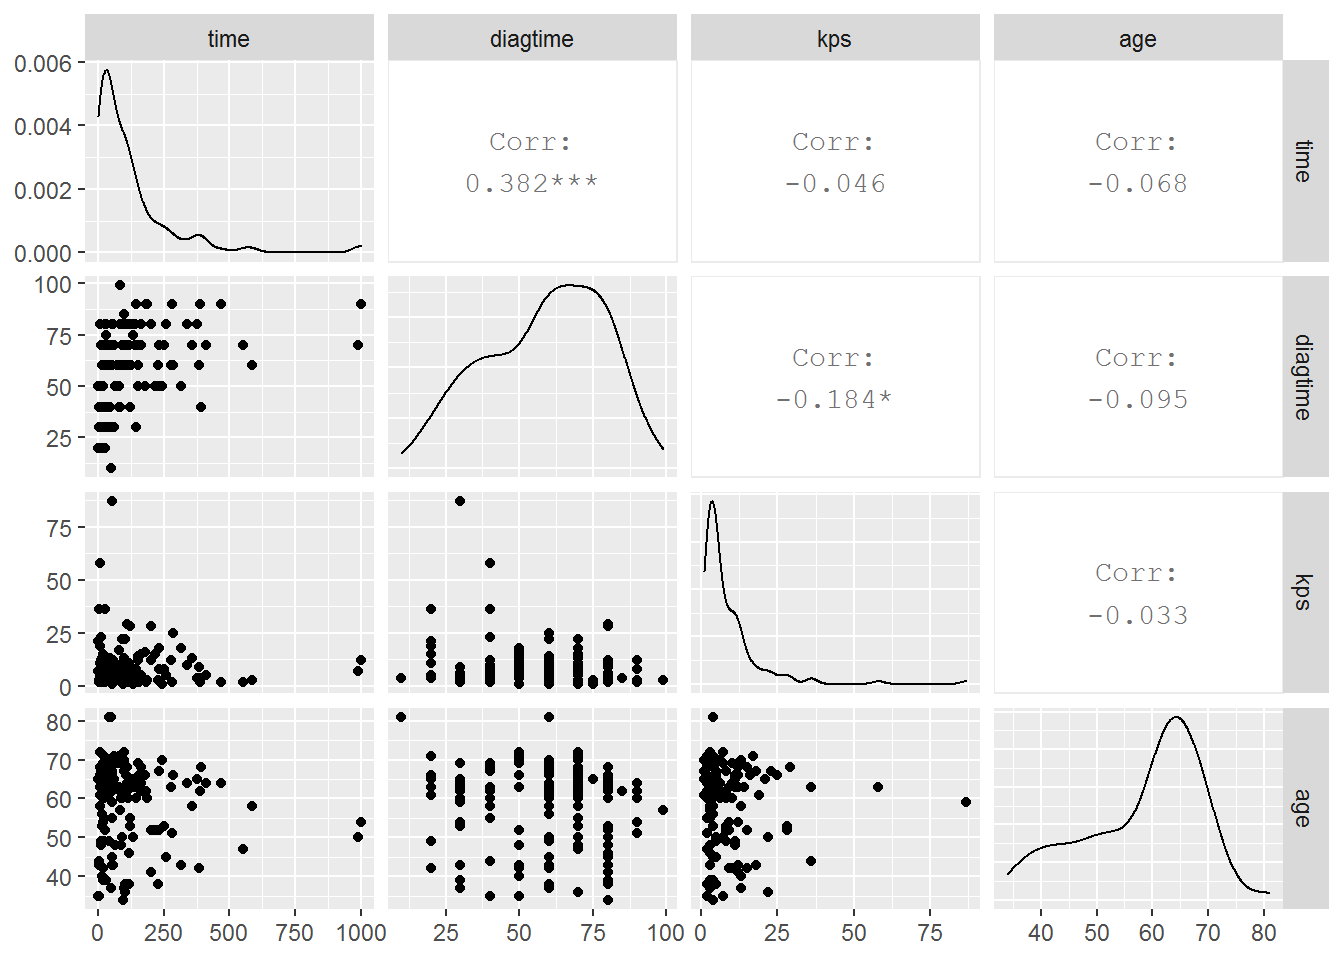 time diagtime kps age
0.006
0.004
0.002
0.000
Corr:
0.382***
Corr:
-0.046
Corr:
-0.068
time
100
75
50
25
Corr:
-0.184*
Corr:
-0.095
diagtime
75
50
25
0
Corr:
-0.033
kps
80
70
60
50
40
age
0 250 500 750 1000 25 50 75 100 0 25 50 75 40 50 60 70 80